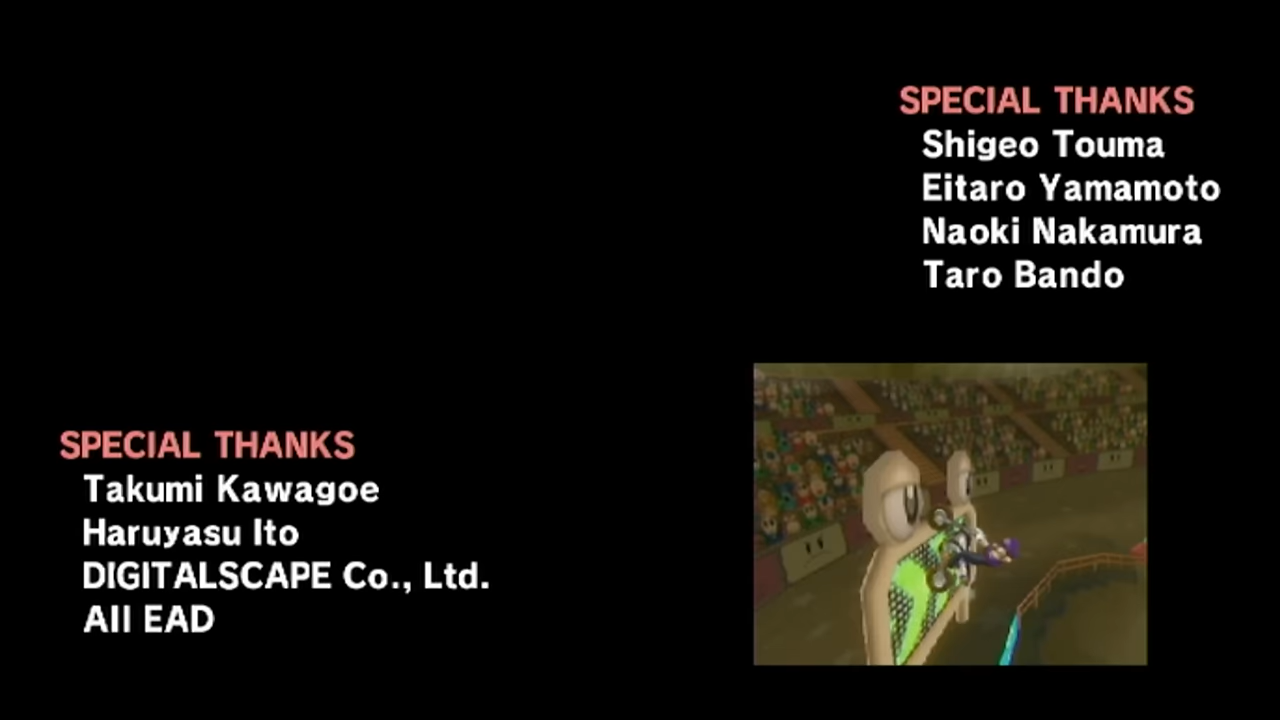 SPECIAL THANKS
Shigeo Touma
Eitaro Yamamoto
Naoki Nakamura
Taro Bando
SPECIAL THANKS
Takumi Kawagoe
Haruyasu Ito
DIGITALSCAPE Co., Ltd.
All EAD